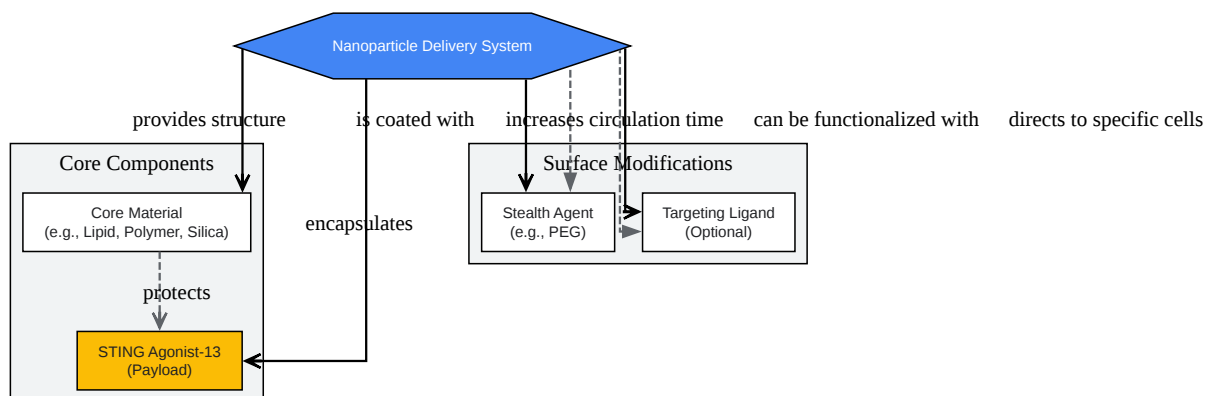 Nanoparticle Delivery System
provides structure
is coated with
increases circulation time
can be functionalized with
directs to specific cells
Core Components
Surface Modifications
Core Material
(e.g., Lipid, Polymer, Silica)
encapsulates
Stealth Agent
(e.g., PEG)
Targeting Ligand
(Optional)
protects
STING Agonist-13
(Payload)